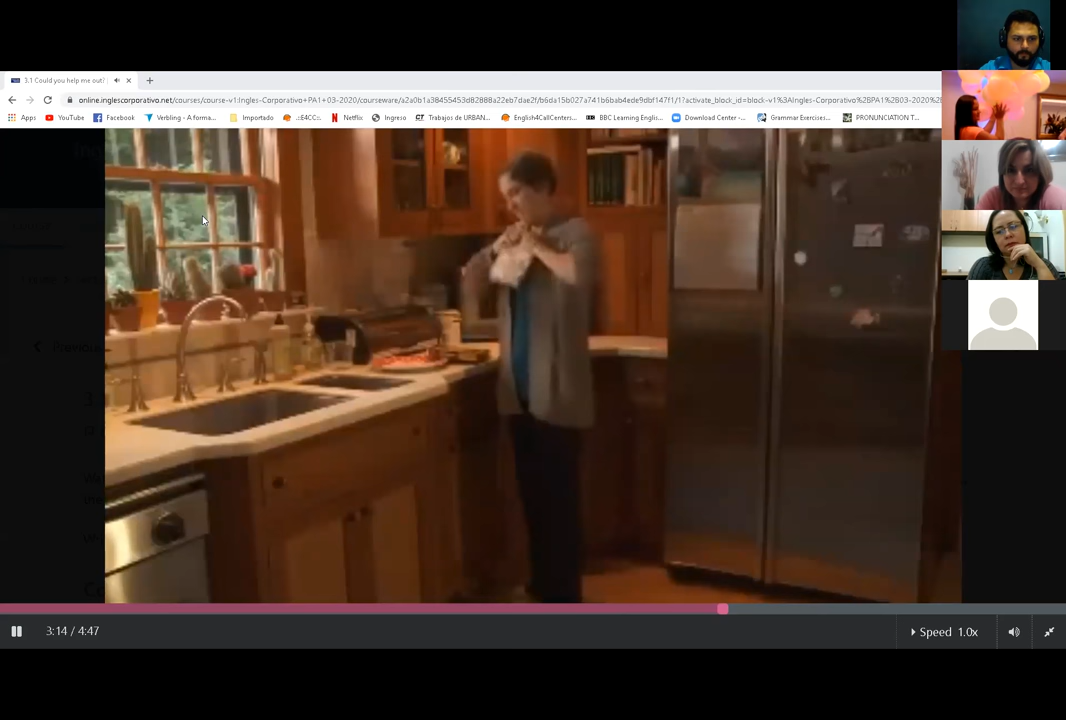 3.1 Could you help me out? |
online.inglescorporativo.net/courses/course-v1:Ingles-Corporativo+PA1+03-2020/courseware/a2a0b1a38455453d82888a22eb7dae2f/b6da15b027a741b6bab4ede9dbf147f1/1?activate_block_id=block-v1%3AIngles-Corporativo%2BPA1%2B03-2020%2
Apps YouTube Facebook Verbling - A forma... Importado .::E4CC::. Netflix Ingreso Trabajos de URBAN... English4CallCenters... BBC Learning Englis... Download Center -... Grammar Exercises... PRONUNCIATION T...
Previous
3:14 / 4:47
Speed 1.0x